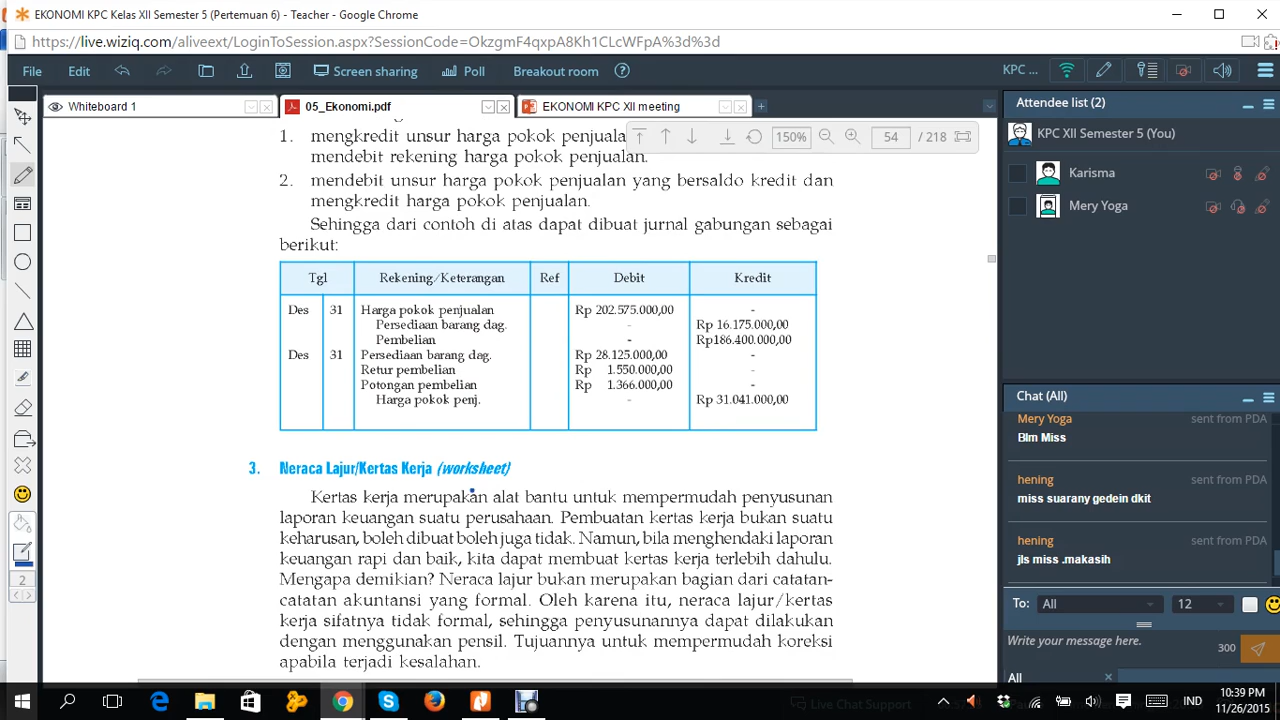 EKONOMI KPC Kelas XII Semester 5 (Pertemuan 6) - Teacher - Google Chrome
https://live.wiziq.com/aliveext/LoginToSession.aspx?SessionCode=OkzgmF4qxpA8Kh1CLcWFpA%3d%3d
File Edit Screen sharing Poll Breakout room KPC ...
Whiteboard 1 05_Ekonomi.pdf EKONOMI KPC XII meeting
Attendee list (2)
KPC XII Semester 5 (You)
Karisma
Mery Yoga
150% 54 / 218
1. mengkredit unsur harga pokok penjuala
mendebit rekening harga pokok penjualan.
2. mendebit unsur harga pokok penjualan yang bersaldo kredit dan
mengkredit harga pokok penjualan.
Sehingga dari contoh di atas dapat dibuat jurnal gabungan sebagai
berikut:
Tgl Rekening/Keterangan Ref Debit Kredit
Des 31 Harga pokok penjualan Rp 202.575.000,00 -
Persediaan barang dag. - Rp 16.175.000,00
Pembelian - Rp186.400.000,00
Des 31 Persediaan barang dag. Rp 28.125.000,00 -
Retur pembelian Rp 1.550.000,00 -
Potongan pembelian Rp 1.366.000,00 -
Harga pokok penj. - Rp 31.041.000,00
3. Neraca Lajur/Kertas Kerja (worksheet)
Kertas kerja merupakan alat bantu untuk mempermudah penyusunan
laporan keuangan suatu perusahaan. Pembuatan kertas kerja bukan suatu
keharusan, boleh dibuat boleh juga tidak. Namun, bila menghendaki laporan
keuangan rapi dan baik, kita dapat membuat kertas kerja terlebih dahulu.
Mengapa demikian? Neraca lajur bukan merupakan bagian dari catatan-
catatan akuntansi yang formal. Oleh karena itu, neraca lajur/kertas
kerja sifatnya tidak formal, sehingga penyusunannya dapat dilakukan
dengan menggunakan pensil. Tujuannya untuk mempermudah koreksi
apabila terjadi kesalahan.
2
Chat (All)
Mery Yoga sent from PDA
Blm Miss
hening sent from PDA
miss suarany gedein dkit
hening sent from PDA
jls miss .makasih
To: All 12
Write your message here. 300
All
Live Chat Support
IND
10:39 PM
11/26/2015